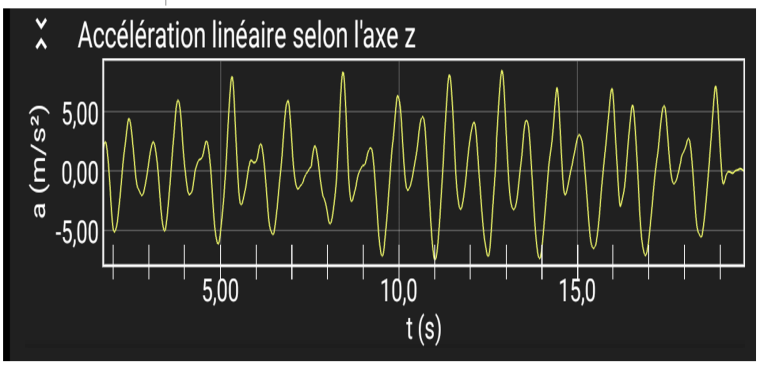 Accélération linéaire selon l'axe z
a (m/s²)
5,00
0,00
-5,00
5,00 10,0 15,0
t (s)